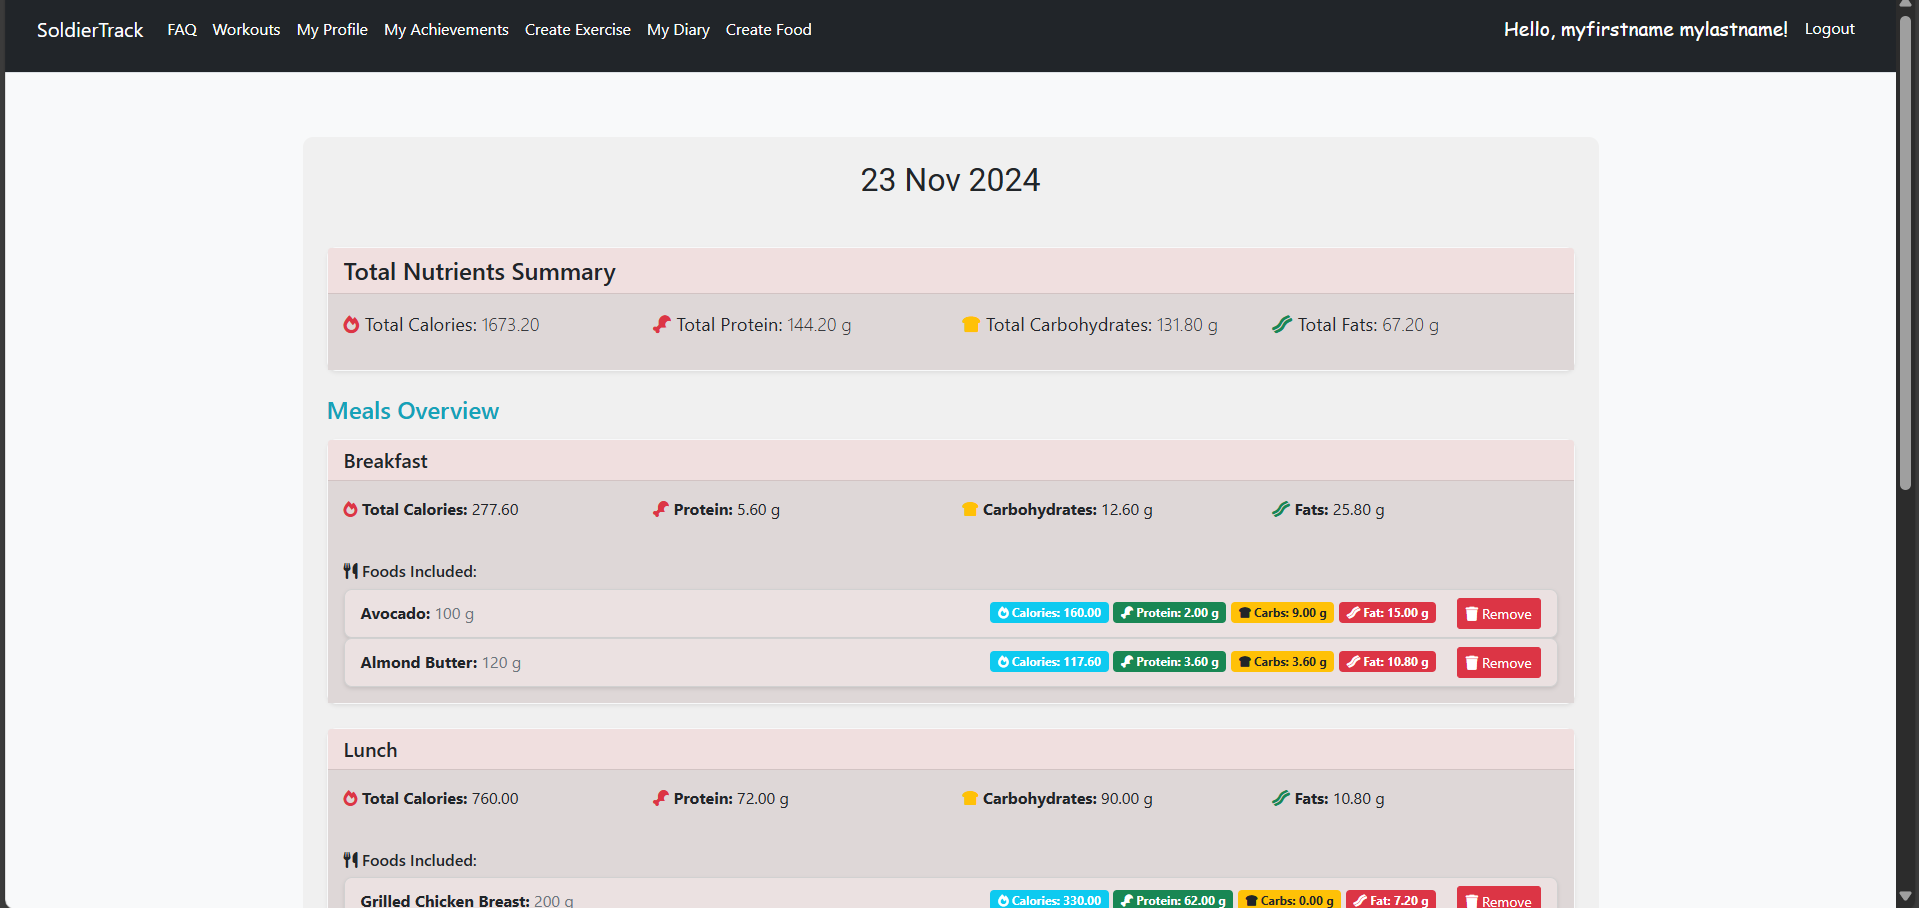 SoldierTrack FAQ Workouts My Profile My Achievements Create Exercise My Diary Create Food Hello, myfirstname mylastname! Logout
23 Nov 2024
Total Nutrients Summary
Total Calories: 1673.20 Total Protein: 144.20 g Total Carbohydrates: 131.80 g Total Fats: 67.20 g
Meals Overview
Breakfast
Total Calories: 277.60 Protein: 5.60 g Carbohydrates: 12.60 g Fats: 25.80 g
Foods Included:
Avocado: 100 g Calories: 160.00 Protein: 2.00 g Carbs: 9.00 g Fat: 15.00 g Remove
Almond Butter: 120 g Calories: 117.60 Protein: 3.60 g Carbs: 3.60 g Fat: 10.80 g Remove
Lunch
Total Calories: 760.00 Protein: 72.00 g Carbohydrates: 90.00 g Fats: 10.80 g
Foods Included:
Grilled Chicken Breast: 200 g Calories: 330.00 Protein: 62.00 g Carbs: 0.00 g Fat: 7.20 g Remove